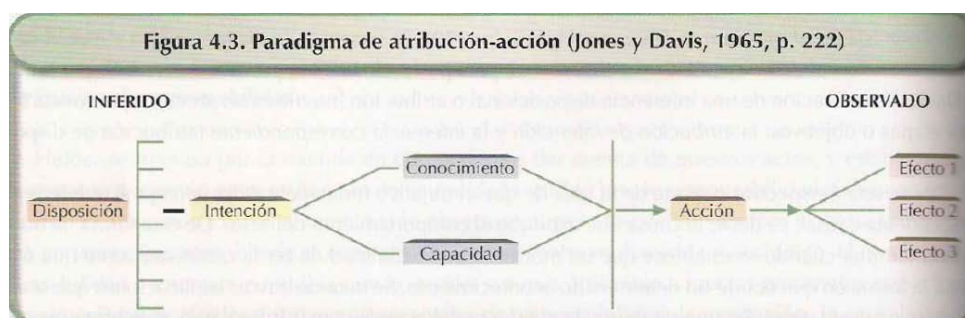 Figura 4.3. Paradigma de atribución-acción (Jones y Davis, 1965, p. 222)
INFERIDO
OBSERVADO
Conocimiento
Efecto 1
Disposición
Intención
Acción
Efecto 2
Capacidad
Efecto 3